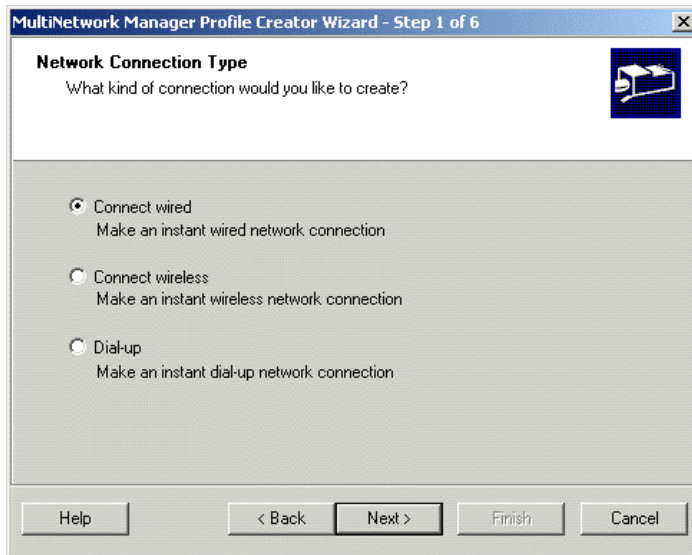 MultiNetwork Manager Profile Creator Wizard - Step 1 of 6
Network Connection Type
What kind of connection would you like to create?
Connect wired
Make an instant wired network connection
Connect wireless
Make an instant wireless network connection
Dial-up
Make an instant dial-up network connection
Help
< Back
Next >
Finish
Cancel